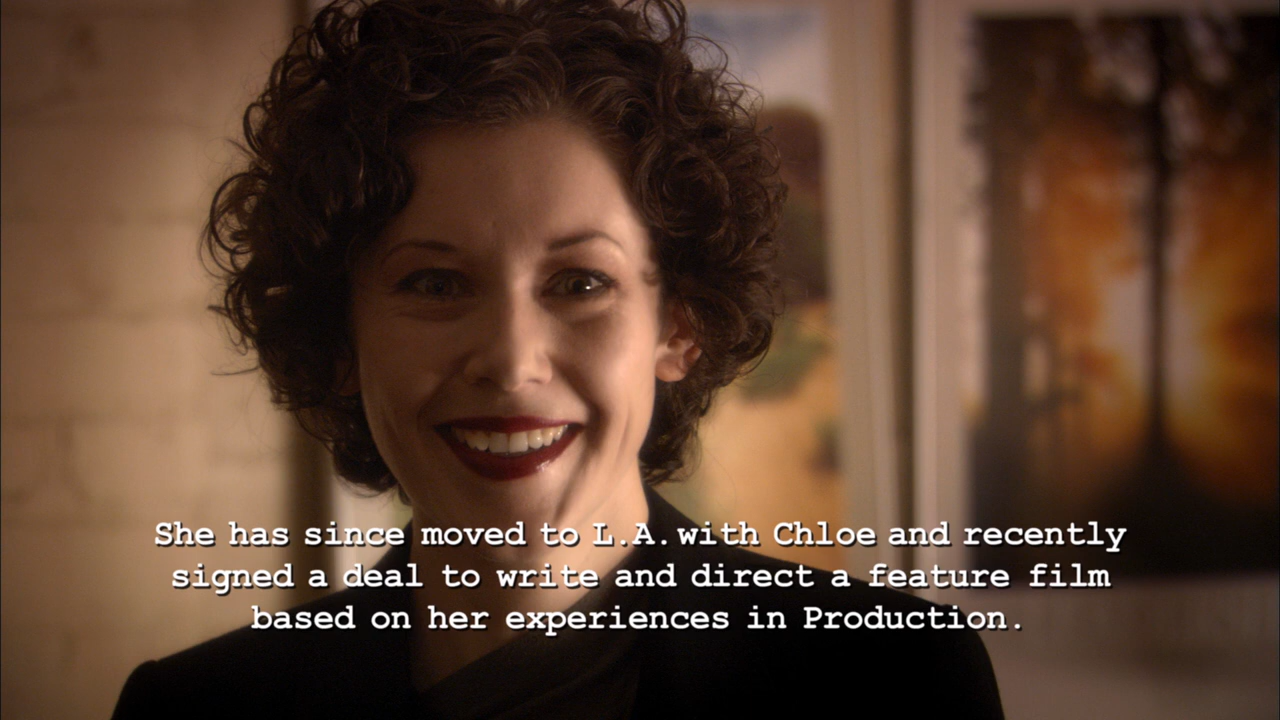 She has since moved to L.A. with Chloe and recently
signed a deal to write and direct a feature film
based on her experiences in Production.